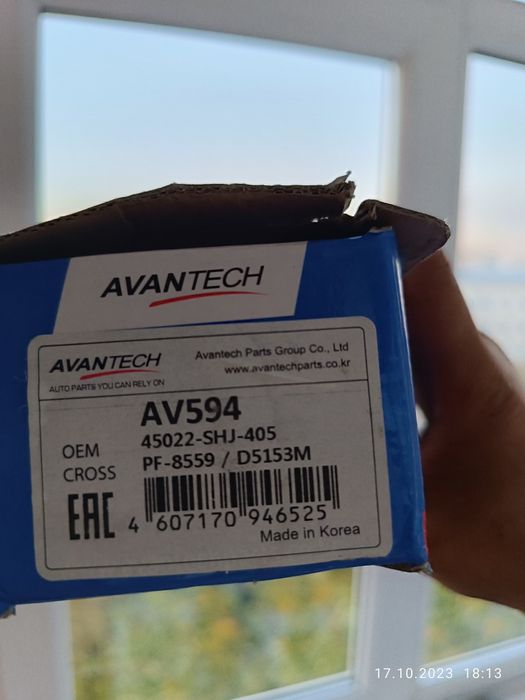 AVANTECH
AVANTECH
AUTO PARTS YOU CAN RELY ON
Avantech Parts Group Co., Ltd
www.avantechparts.co.kr
AV594
OEM 45022-SHJ-405
CROSS PF-8559 / D5153M
EAC
4 607170 946525
Made in Korea
17.10.2023 18:13